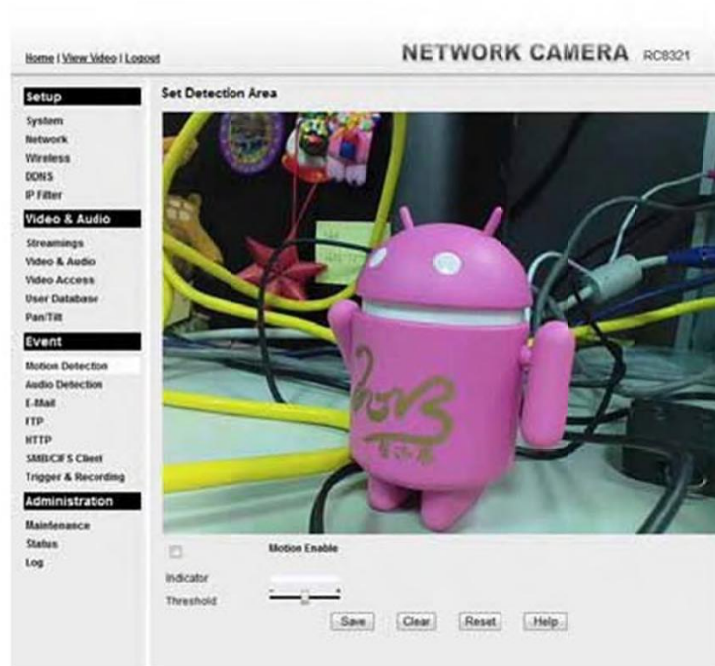 Home | View Video | Logout
NETWORK CAMERA RC8321
Setup
System
Network
Wireless
DDNS
IP Filter
Video & Audio
Streamings
Video & Audio
Video Access
User Database
Pan/Tilt
Event
Motion Detection
Audio Detection
E-Mail
FTP
HTTP
SMB/CIFS Client
Trigger & Recording
Administration
Maintenance
Status
Log
Set Detection Area
Motion Enable
Indicator
Threshold
- +
Save Clear Reset Help